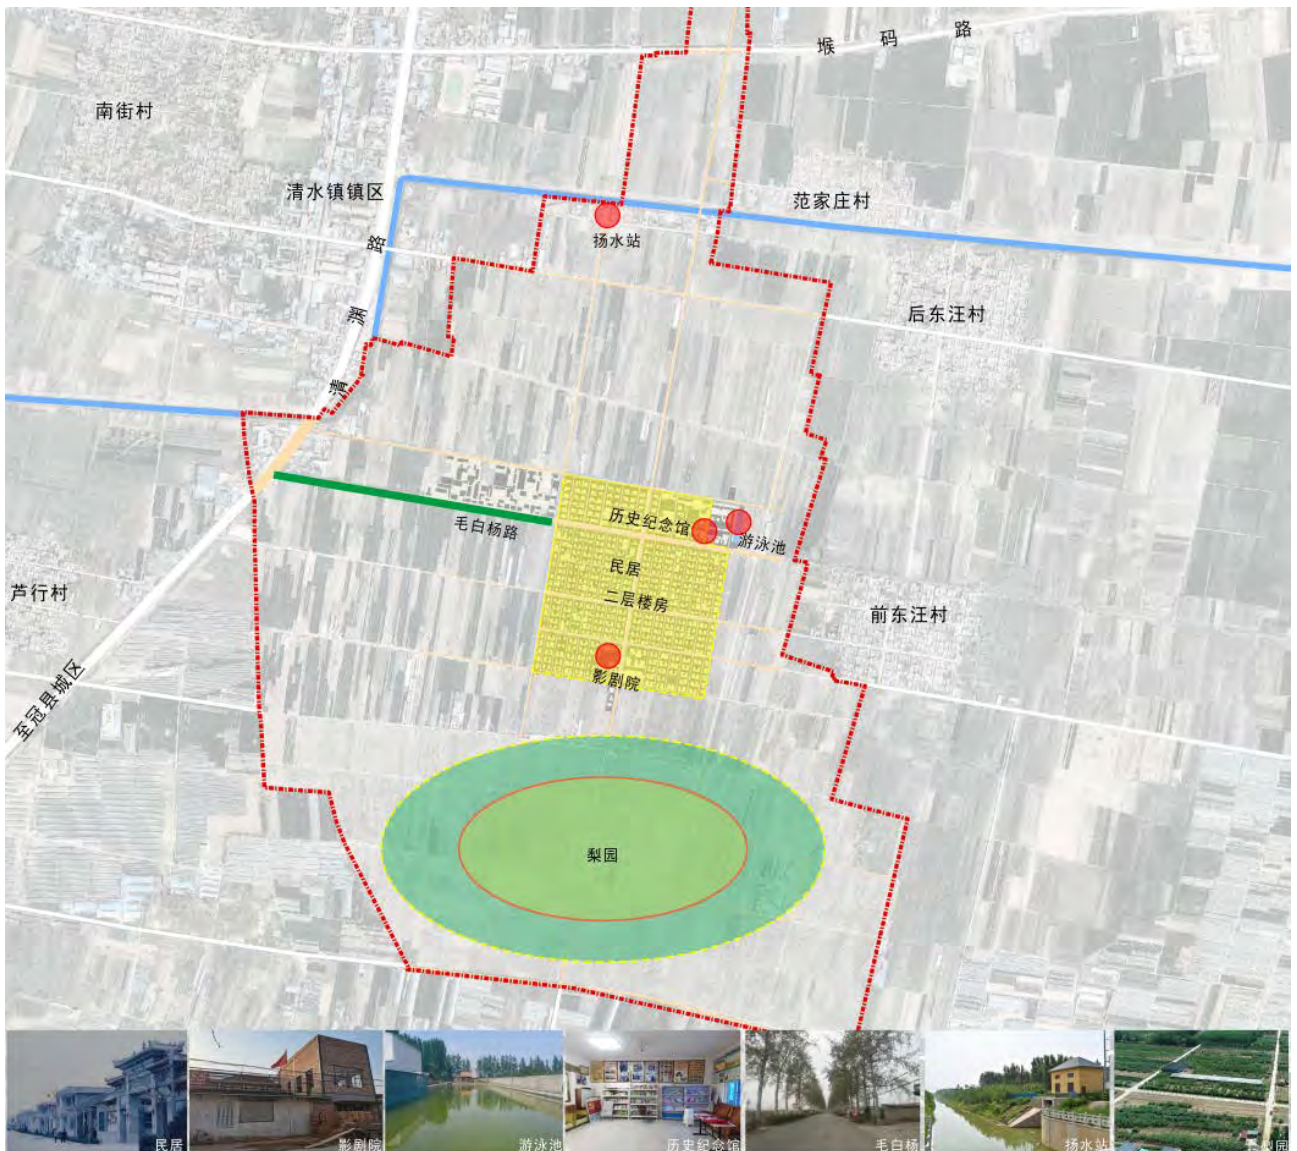 堠码路
南街村
清水镇镇区
范家庄村
扬水站
清渊路
后东汪村
毛白杨路
历史纪念馆
游泳池
民居
二层楼房
芦行村
前东汪村
影剧院
至冠县城区
梨园
民居
影剧院
游泳池
历史纪念馆
毛白杨
扬水站
梨园